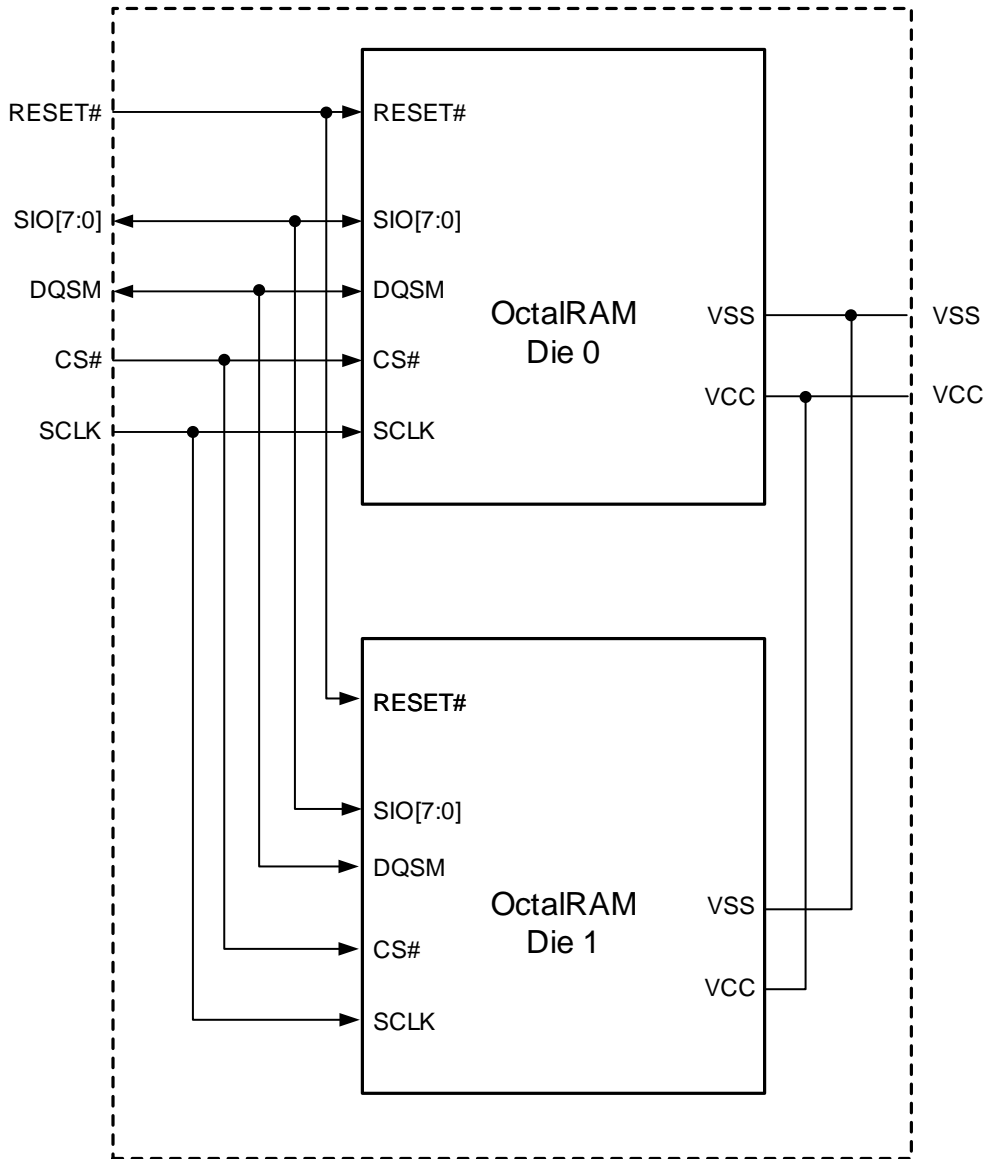 RESET#
SIO[7:0]
DQSM
CS#
SCLK
RESET#
SIO[7:0]
DQSM
CS#
SCLK
OctalRAM
Die 0
VSS
VCC
VSS
VCC
RESET#
SIO[7:0]
DQSM
CS#
SCLK
OctalRAM
Die 1
VSS
VCC